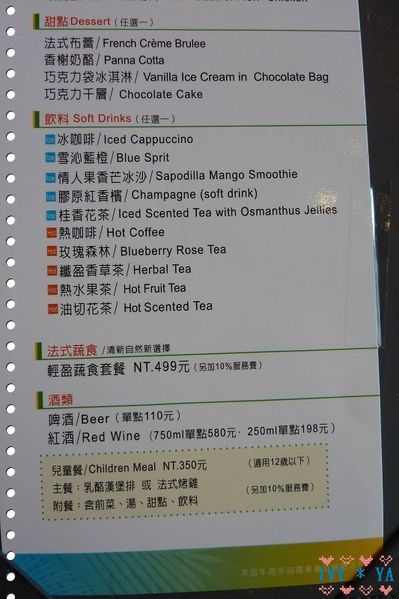 Chicken
甜點 Dessert (任選一)
法式布蕾/ French Crème Brulee
香榭奶酪/ Panna Cotta
巧克力袋冰淇淋/ Vanilla Ice Cream in Chocolate Bag
巧克力千層/ Chocolate Cake
飲料 Soft Drinks (任選一)
Ice 冰咖啡/ Iced Cappuccino
Ice 雪沁藍橙/ Blue Sprit
Ice 情人果香芒冰沙/ Sapodilla Mango Smoothie
Ice 膠原紅香檳/ Champagne (soft drink)
Ice 桂香花茶/ Iced Scented Tea with Osmanthus Jellies
Hot 熱咖啡/ Hot Coffee
Hot 玫瑰森林/ Blueberry Rose Tea
Hot 纖盈香草茶/ Herbal Tea
Hot 熱水果茶/ Hot Fruit Tea
Hot 油切花茶/ Hot Scented Tea
法式蔬食 /清新自然新選擇
輕盈蔬食套餐 NT.499元 (另加10%服務費)
酒類
啤酒/Beer (單點110元)
紅酒/Red Wine (750ml單點580元、250ml單點198元)
兒童餐/Children Meal NT.350元 (適用12歲以下)
主餐：乳酪漢堡排 或 法式烤雞
附餐：含前菜、湯、甜點、飲料 (另加10%服務費)
本店牛肉來自
IVY * YA